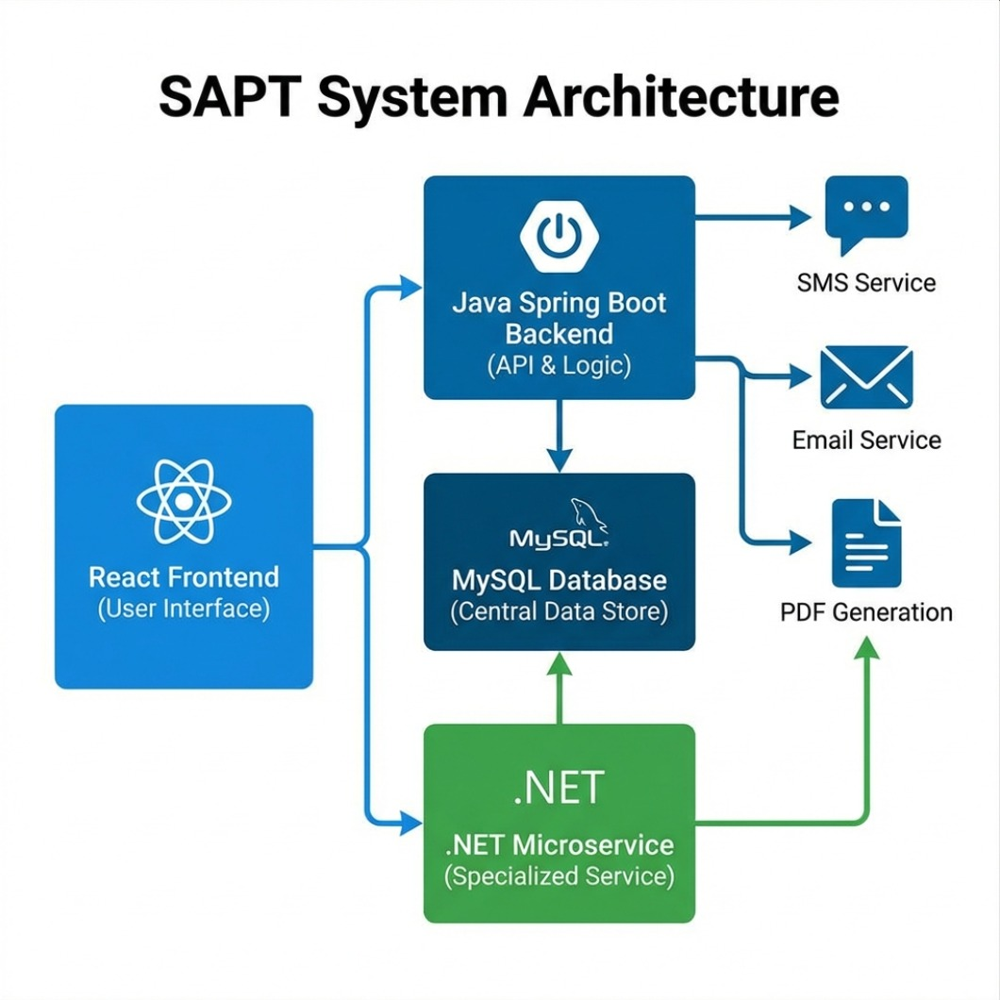 SAPT System Architecture
Java Spring Boot
Backend
(API & Logic)
SMS Service
Email Service
React Frontend
(User Interface)
MySQL
MySQL Database
(Central Data Store)
PDF Generation
.NET
.NET Microservice
(Specialized Service)